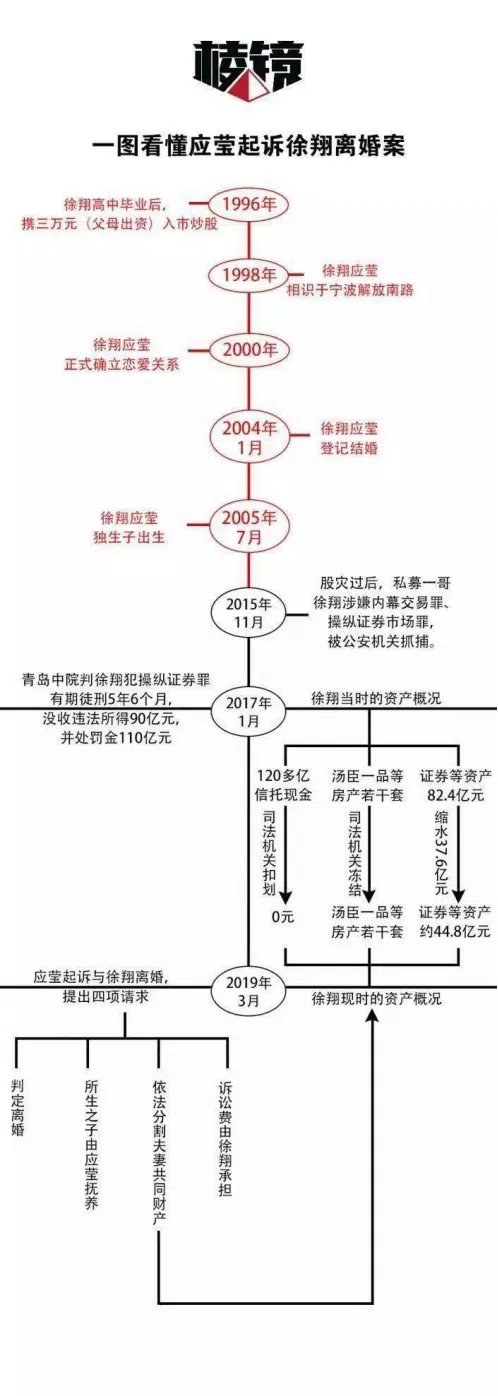 棱镜
一图看懂应莹起诉徐翔离婚案
徐翔高中毕业后，
携三万元（父母出资）入市炒股
1996年
1998年
徐翔应莹
相识于宁波解放南路
徐翔应莹
正式确立恋爱关系
2000年
2004年
1月
徐翔应莹
登记结婚
徐翔应莹
独生子出生
2005年
7月
2015年
11月
股灾过后，私募一哥
徐翔涉嫌内幕交易罪、
操纵证券市场罪，
被公安机关抓捕。
青岛中院判徐翔犯操纵证券罪
有期徒刑5年6个月，
没收违法所得90亿元，
并处罚金110亿元
2017年
1月
徐翔当时的资产概况
120多亿
信托现金
司法机关扣划
0元
汤臣一品等
房产若干套
司法机关冻结
汤臣一品等
房产若干套
证券等资产
82.4亿元
缩水37.6亿元
证券等资产
约44.8亿元
应莹起诉与徐翔离婚，
提出四项请求
2019年
3月
徐翔现时的资产概况
判定离婚
所生之子由应莹抚养
依法分割夫妻共同财产
诉讼费由徐翔承担